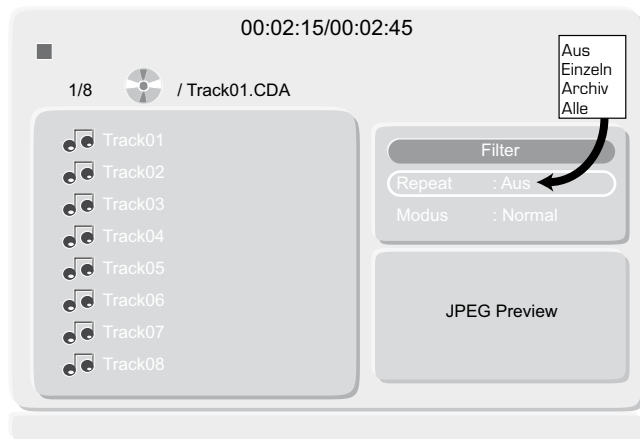 00:02:15/00:02:45
Aus
Einzeln
Archiv
Alle
1/8 / Track01.CDA
Track01
Track02
Track03
Track04
Track05
Track06
Track07
Track08
Filter
Repeat : Aus
Modus : Normal
JPEG Preview